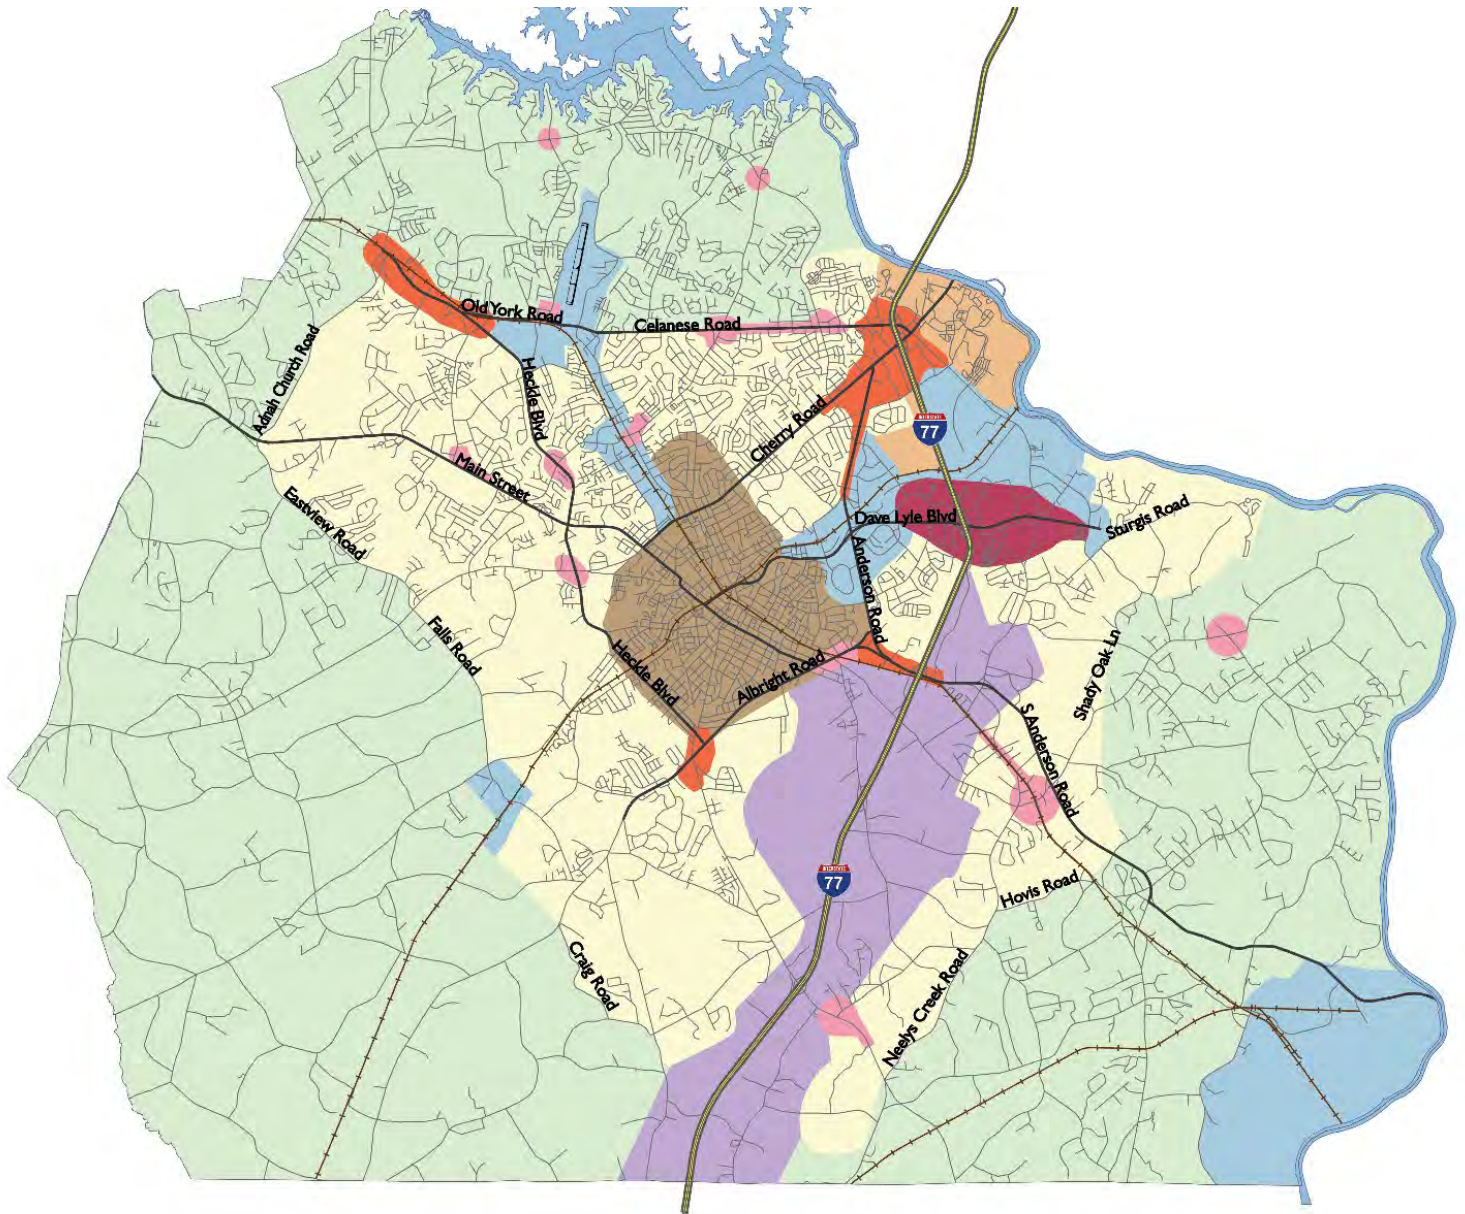 Old York Road
Celanese Road
Adnah Church Road
Heckle Blvd
Cherry Road
INTERSTATE
77
Main Street
Eastview Road
Dave Lyle Blvd
Sturgis Road
Anderson Road
Falls Road
Heckle Blvd
Albright Road
Shady Oak Ln
S Anderson Road
INTERSTATE
77
Hovis Road
Craig Road
Neelys Creek Road